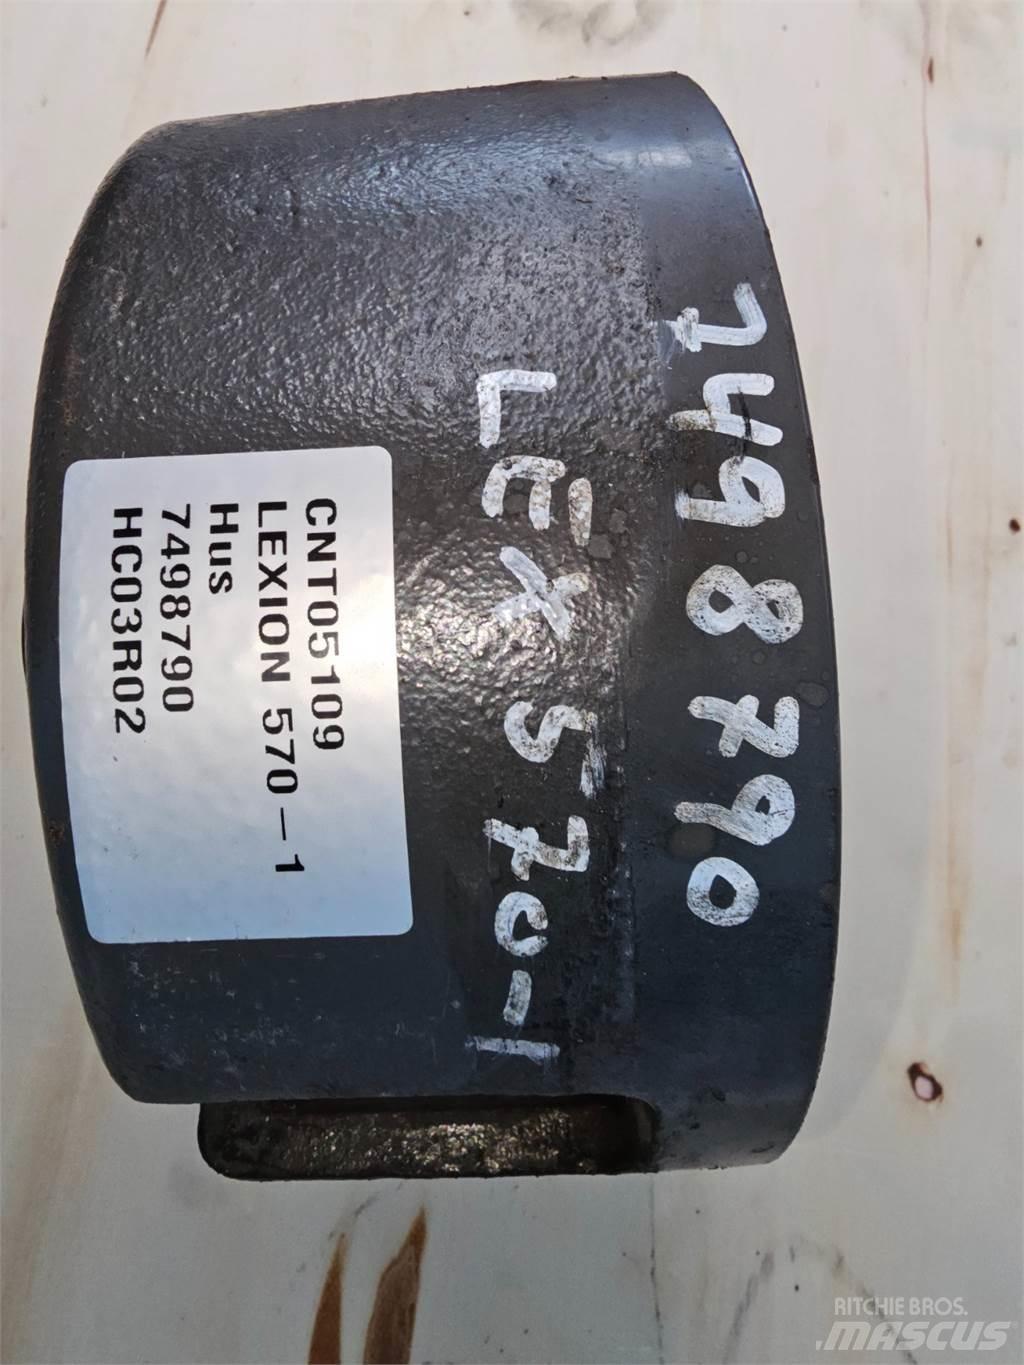 7498790
LEX 570-1
CNT05109
LEXION 570-1
Hus
7498790
HC03R02
RITCHIE BROS.
MASCUS